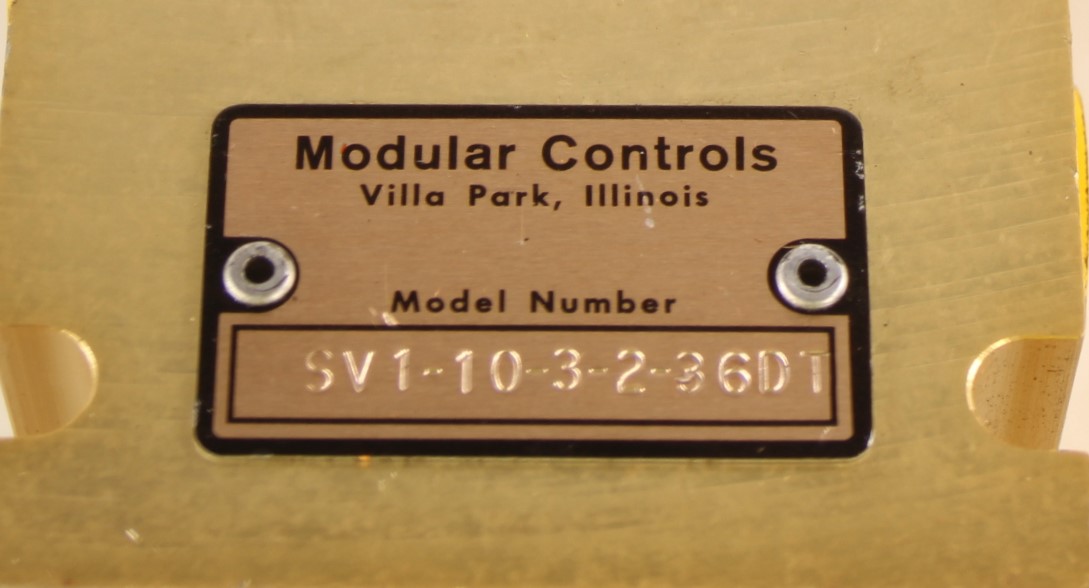 Modular Controls
Villa Park, Illinois
Model Number
SV1-10-3-2-36DT